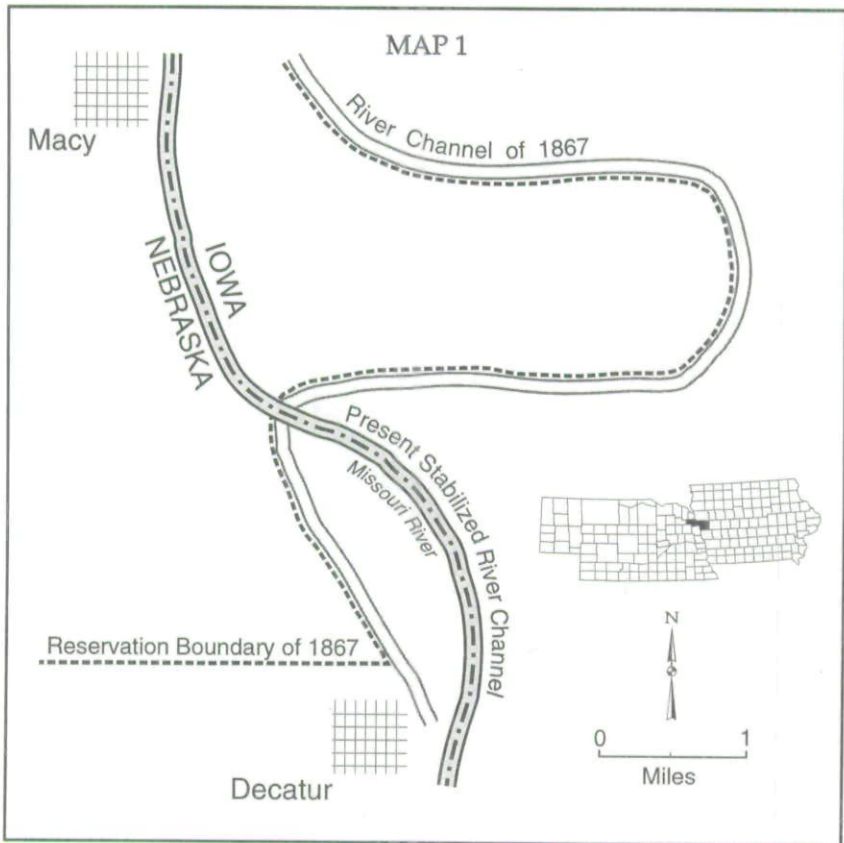 MAP 1
Macy
River Channel of 1867
IOWA
NEBRASKA
Present Stabilized River Channel
Missouri River
Reservation Boundary of 1867
N
0 1
Miles
Decatur